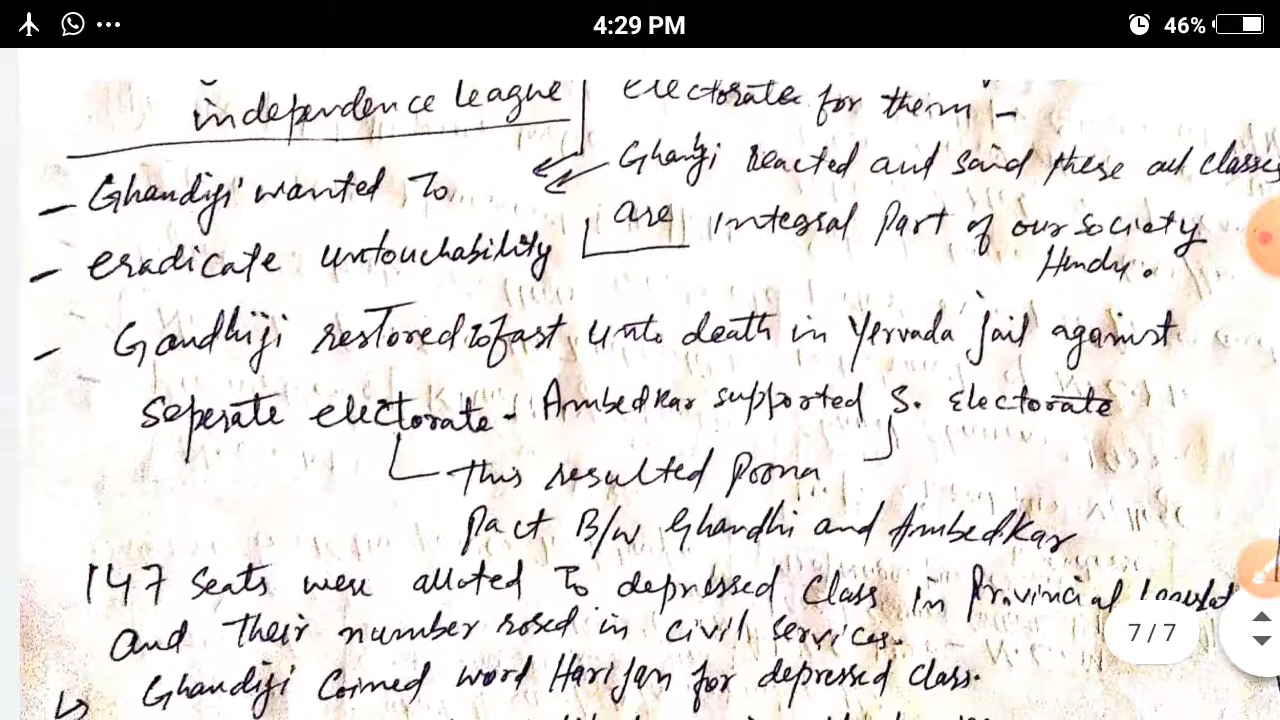 4:29 PM
46%
independence League
electorate for them -
Ghangi reacted and said these all classes
are integral Part of our society
Hindu.
- Ghandiji wanted To
- eradicate untouchability
- Gandhiji restored to fast unto death in Yervada jail against
seperate electorate - Ambedkar supported S. Electorate
This resulted Poona
Pact B/w Ghandhi and Ambedkar
147 Seats were alloted To depressed Class in Provincial
and their number rosed in civil services.
7/7
Ghandiji Coined word Harijan for depressed class.